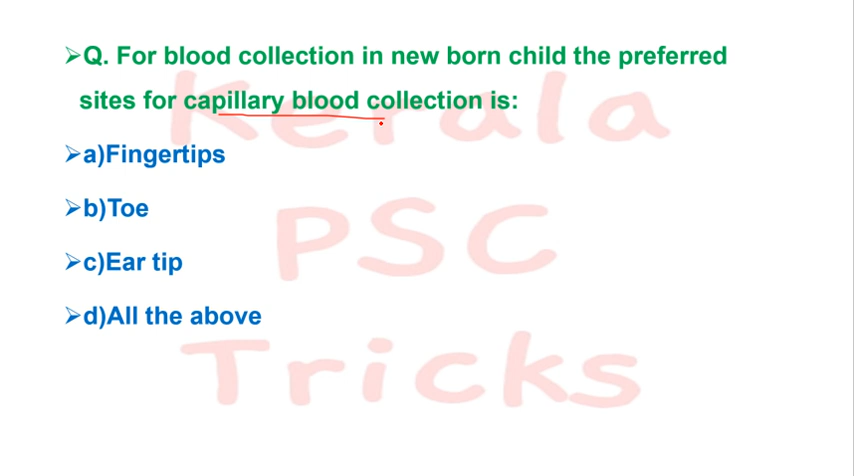 ➢Q. For blood collection in new born child the preferred
sites for capillary blood collection is:
➢a)Fingertips
➢b)Toe
➢c)Ear tip
➢d)All the above
Kerala
PSC
Tricks